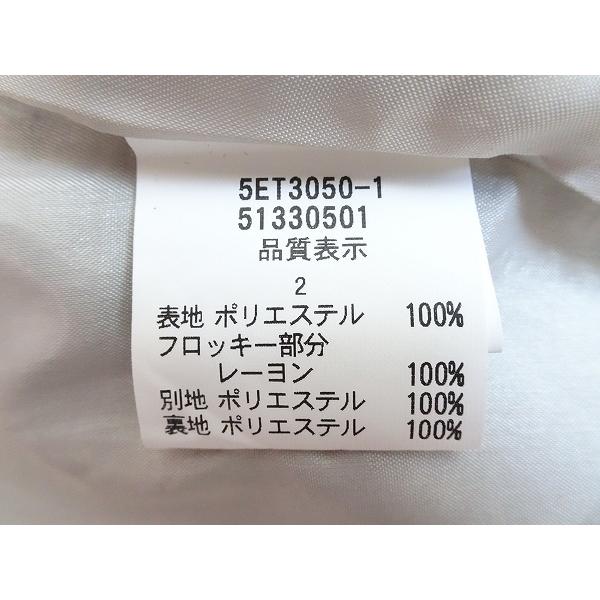 5ET3050-1
51330501
品質表示
2
表地 ポリエステル 100%
フロッキー部分
レーヨン 100%
別地 ポリエステル 100%
裏地 ポリエステル 100%